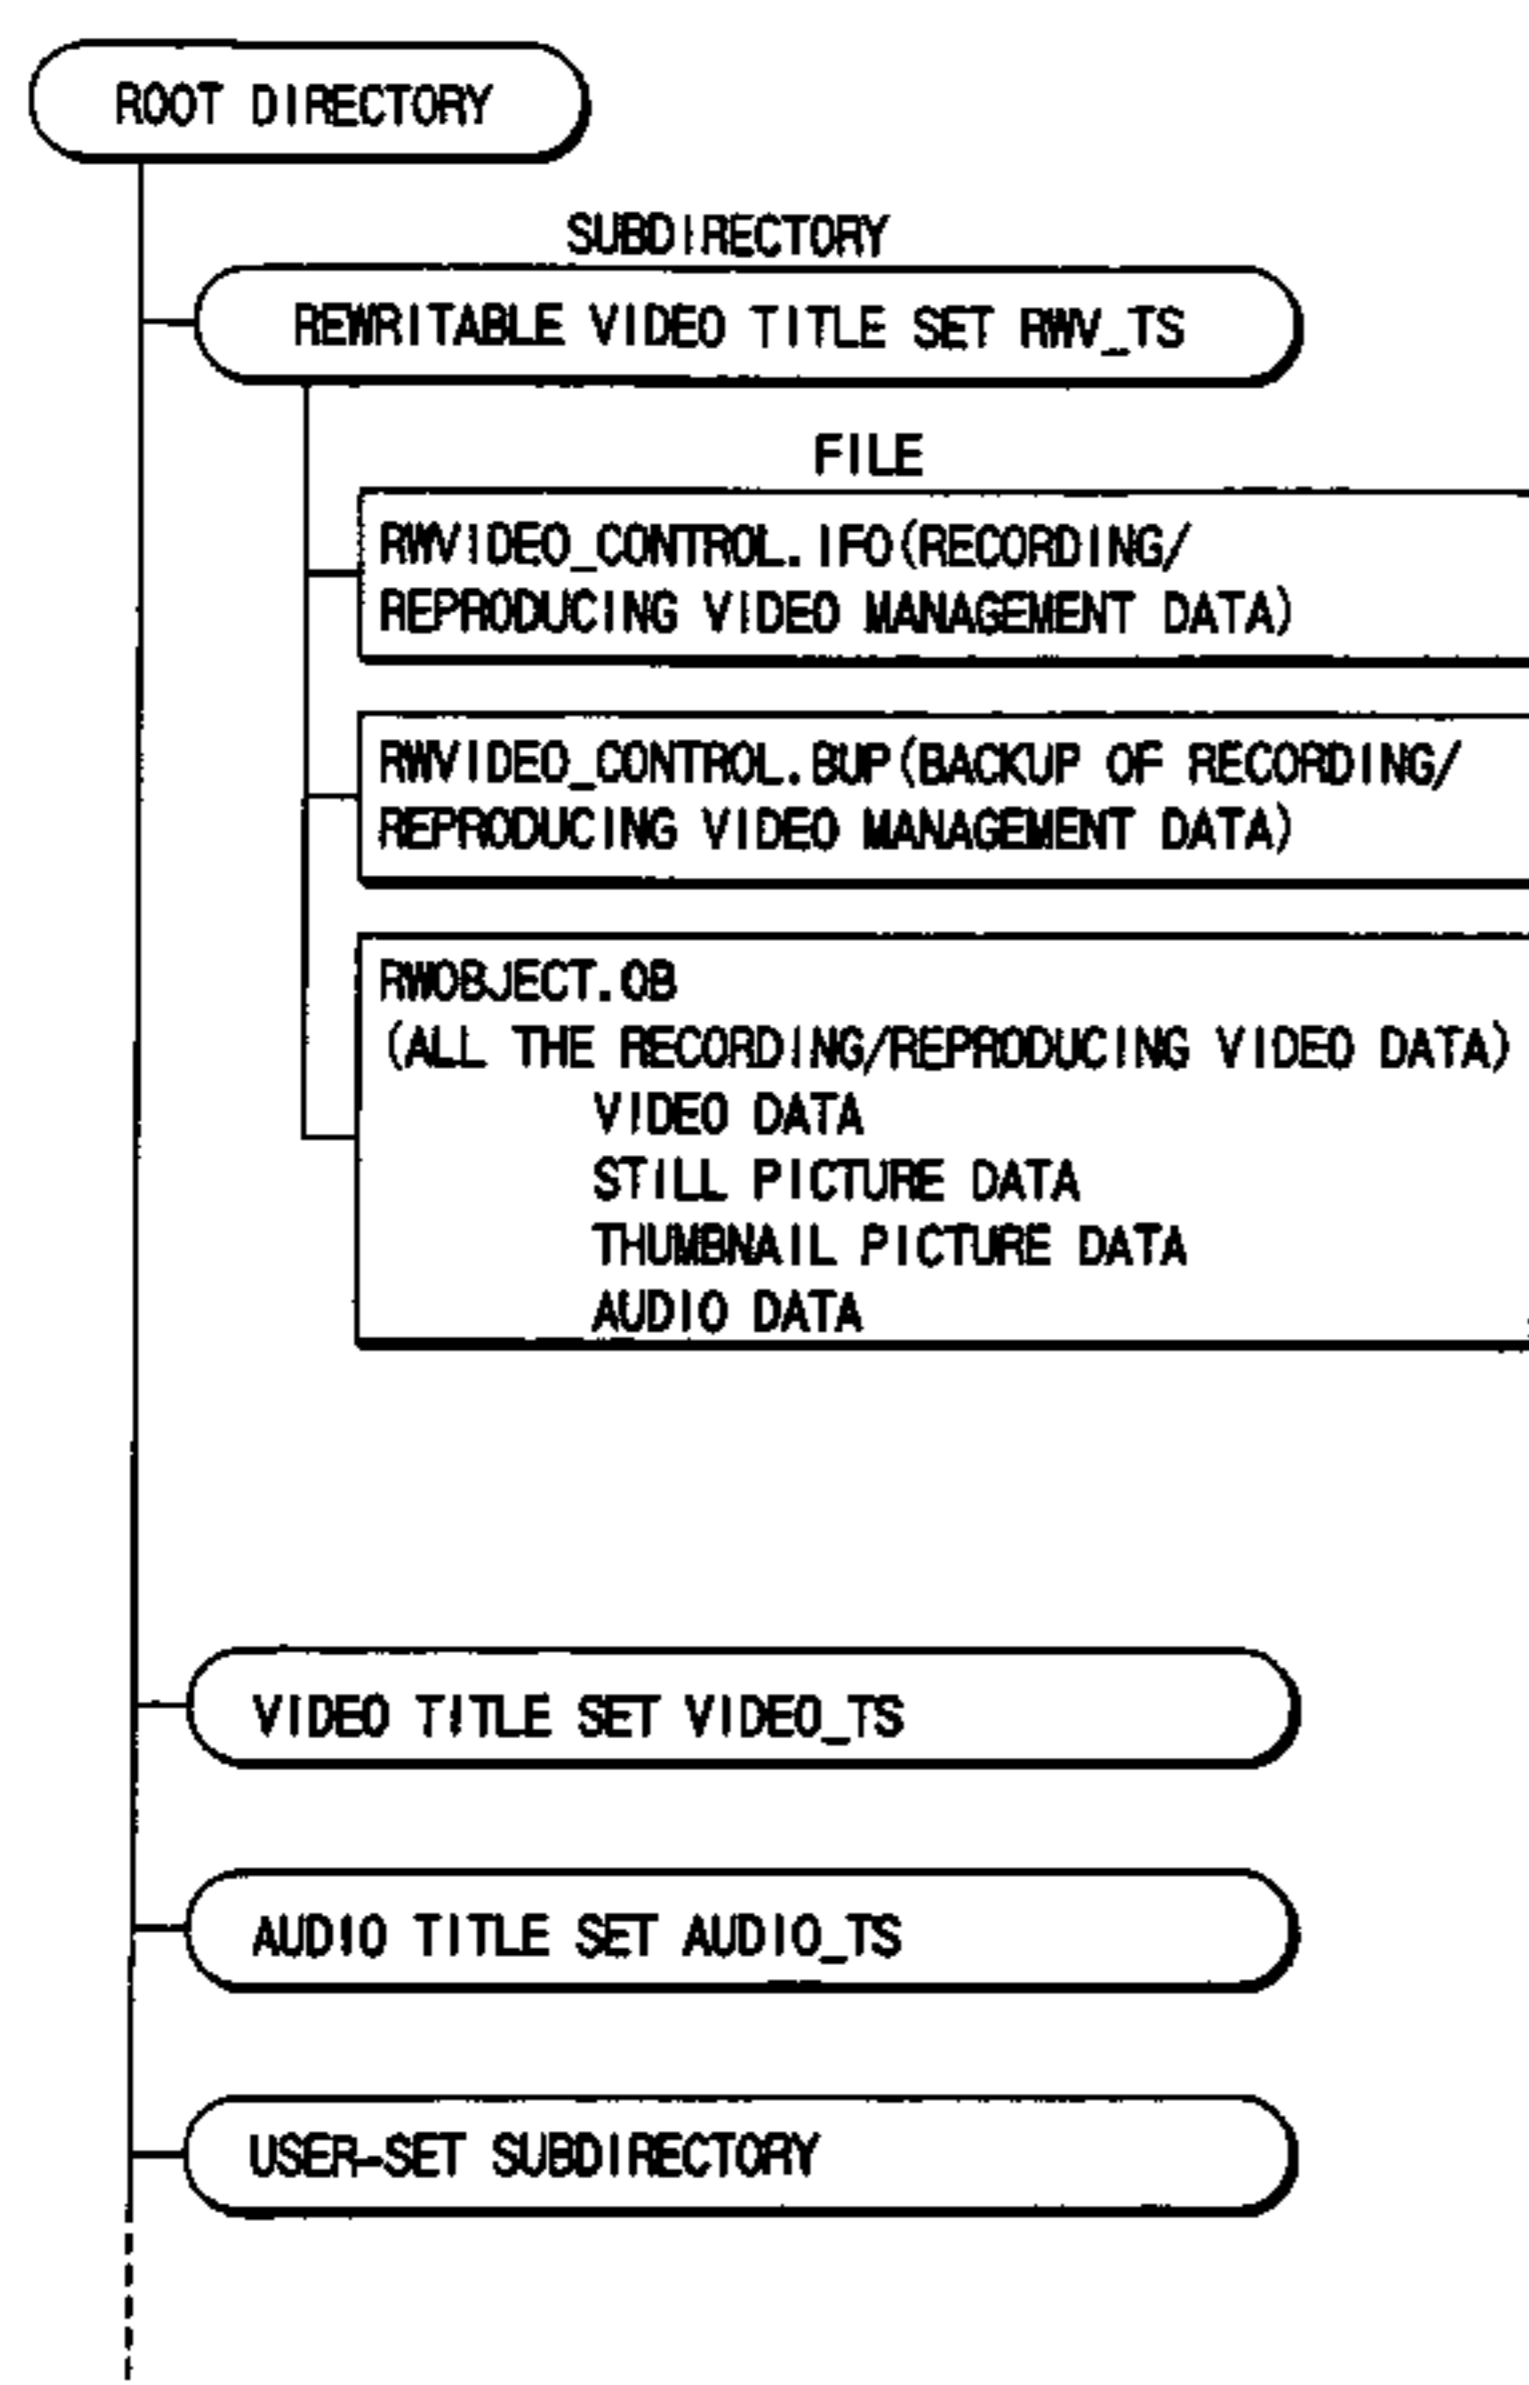 ROOT DIRECTORY
SUBDIRECTORY
REWRITABLE VIDEO TITLE SET RWV_TS
FILE
RWVIDEO_CONTROL.IFO(RECORDING/
REPRODUCING VIDEO MANAGEMENT DATA)
RWVIDEO_CONTROL.BUP(BACKUP OF RECORDING/
REPRODUCING VIDEO MANAGEMENT DATA)
RWOBJECT.OB
(ALL THE RECORDING/REPRODUCING VIDEO DATA)
VIDEO DATA
STILL PICTURE DATA
THUMBNAIL PICTURE DATA
AUDIO DATA
VIDEO TITLE SET VIDEO_TS
AUDIO TITLE SET AUDIO_TS
USER-SET SUBDIRECTORY